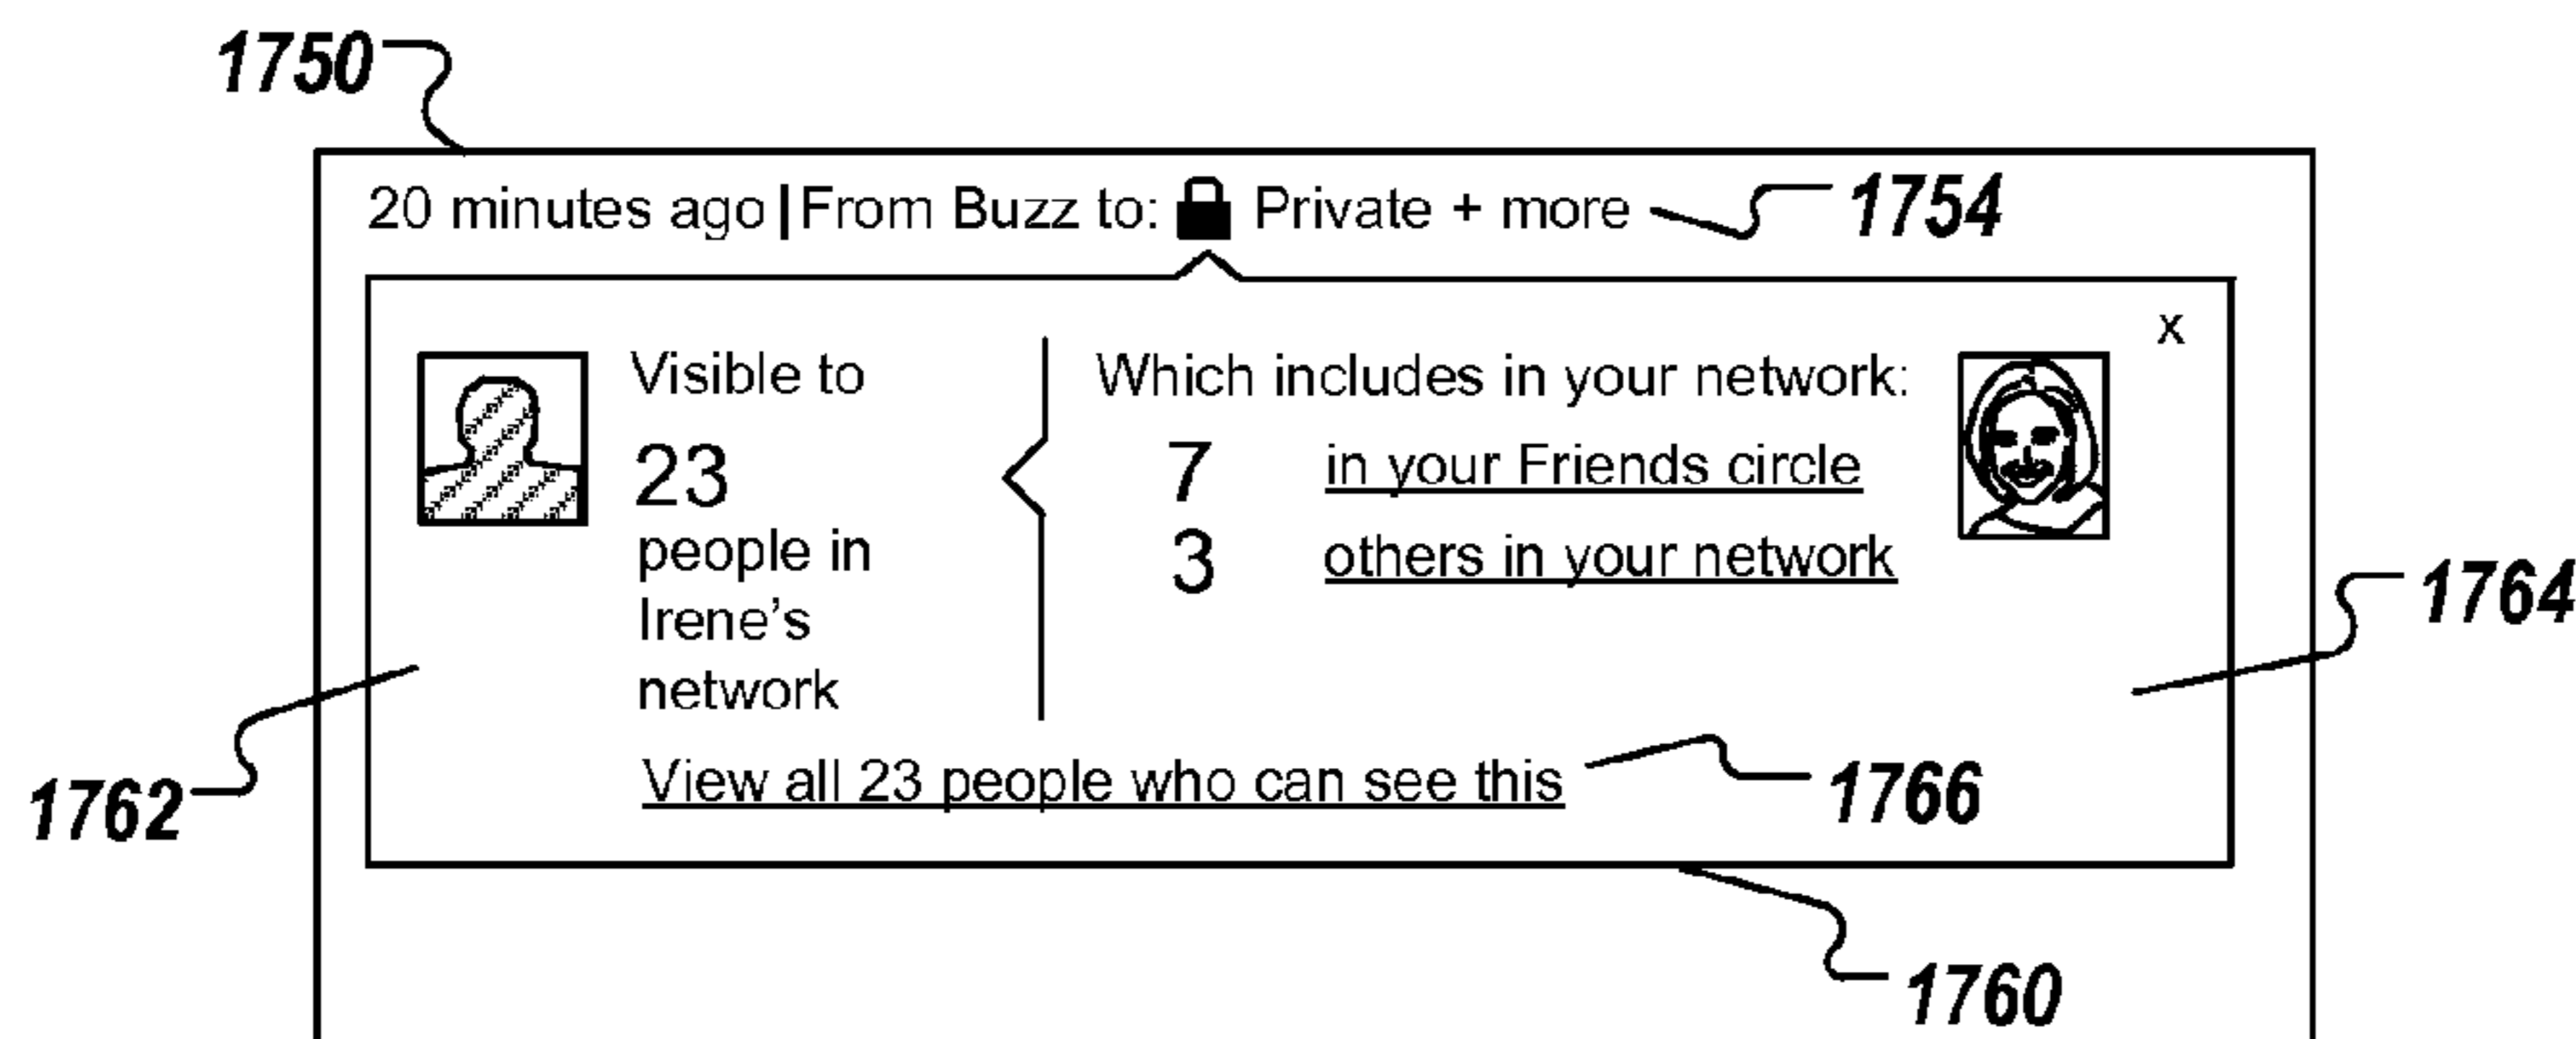 1750
20 minutes ago | From Buzz to: Private + more
1754
x
Visible to
23
people in
Irene’s
network
Which includes in your network:
7 in your Friends circle
3 others in your network
1764
View all 23 people who can see this
1762
1766
1760